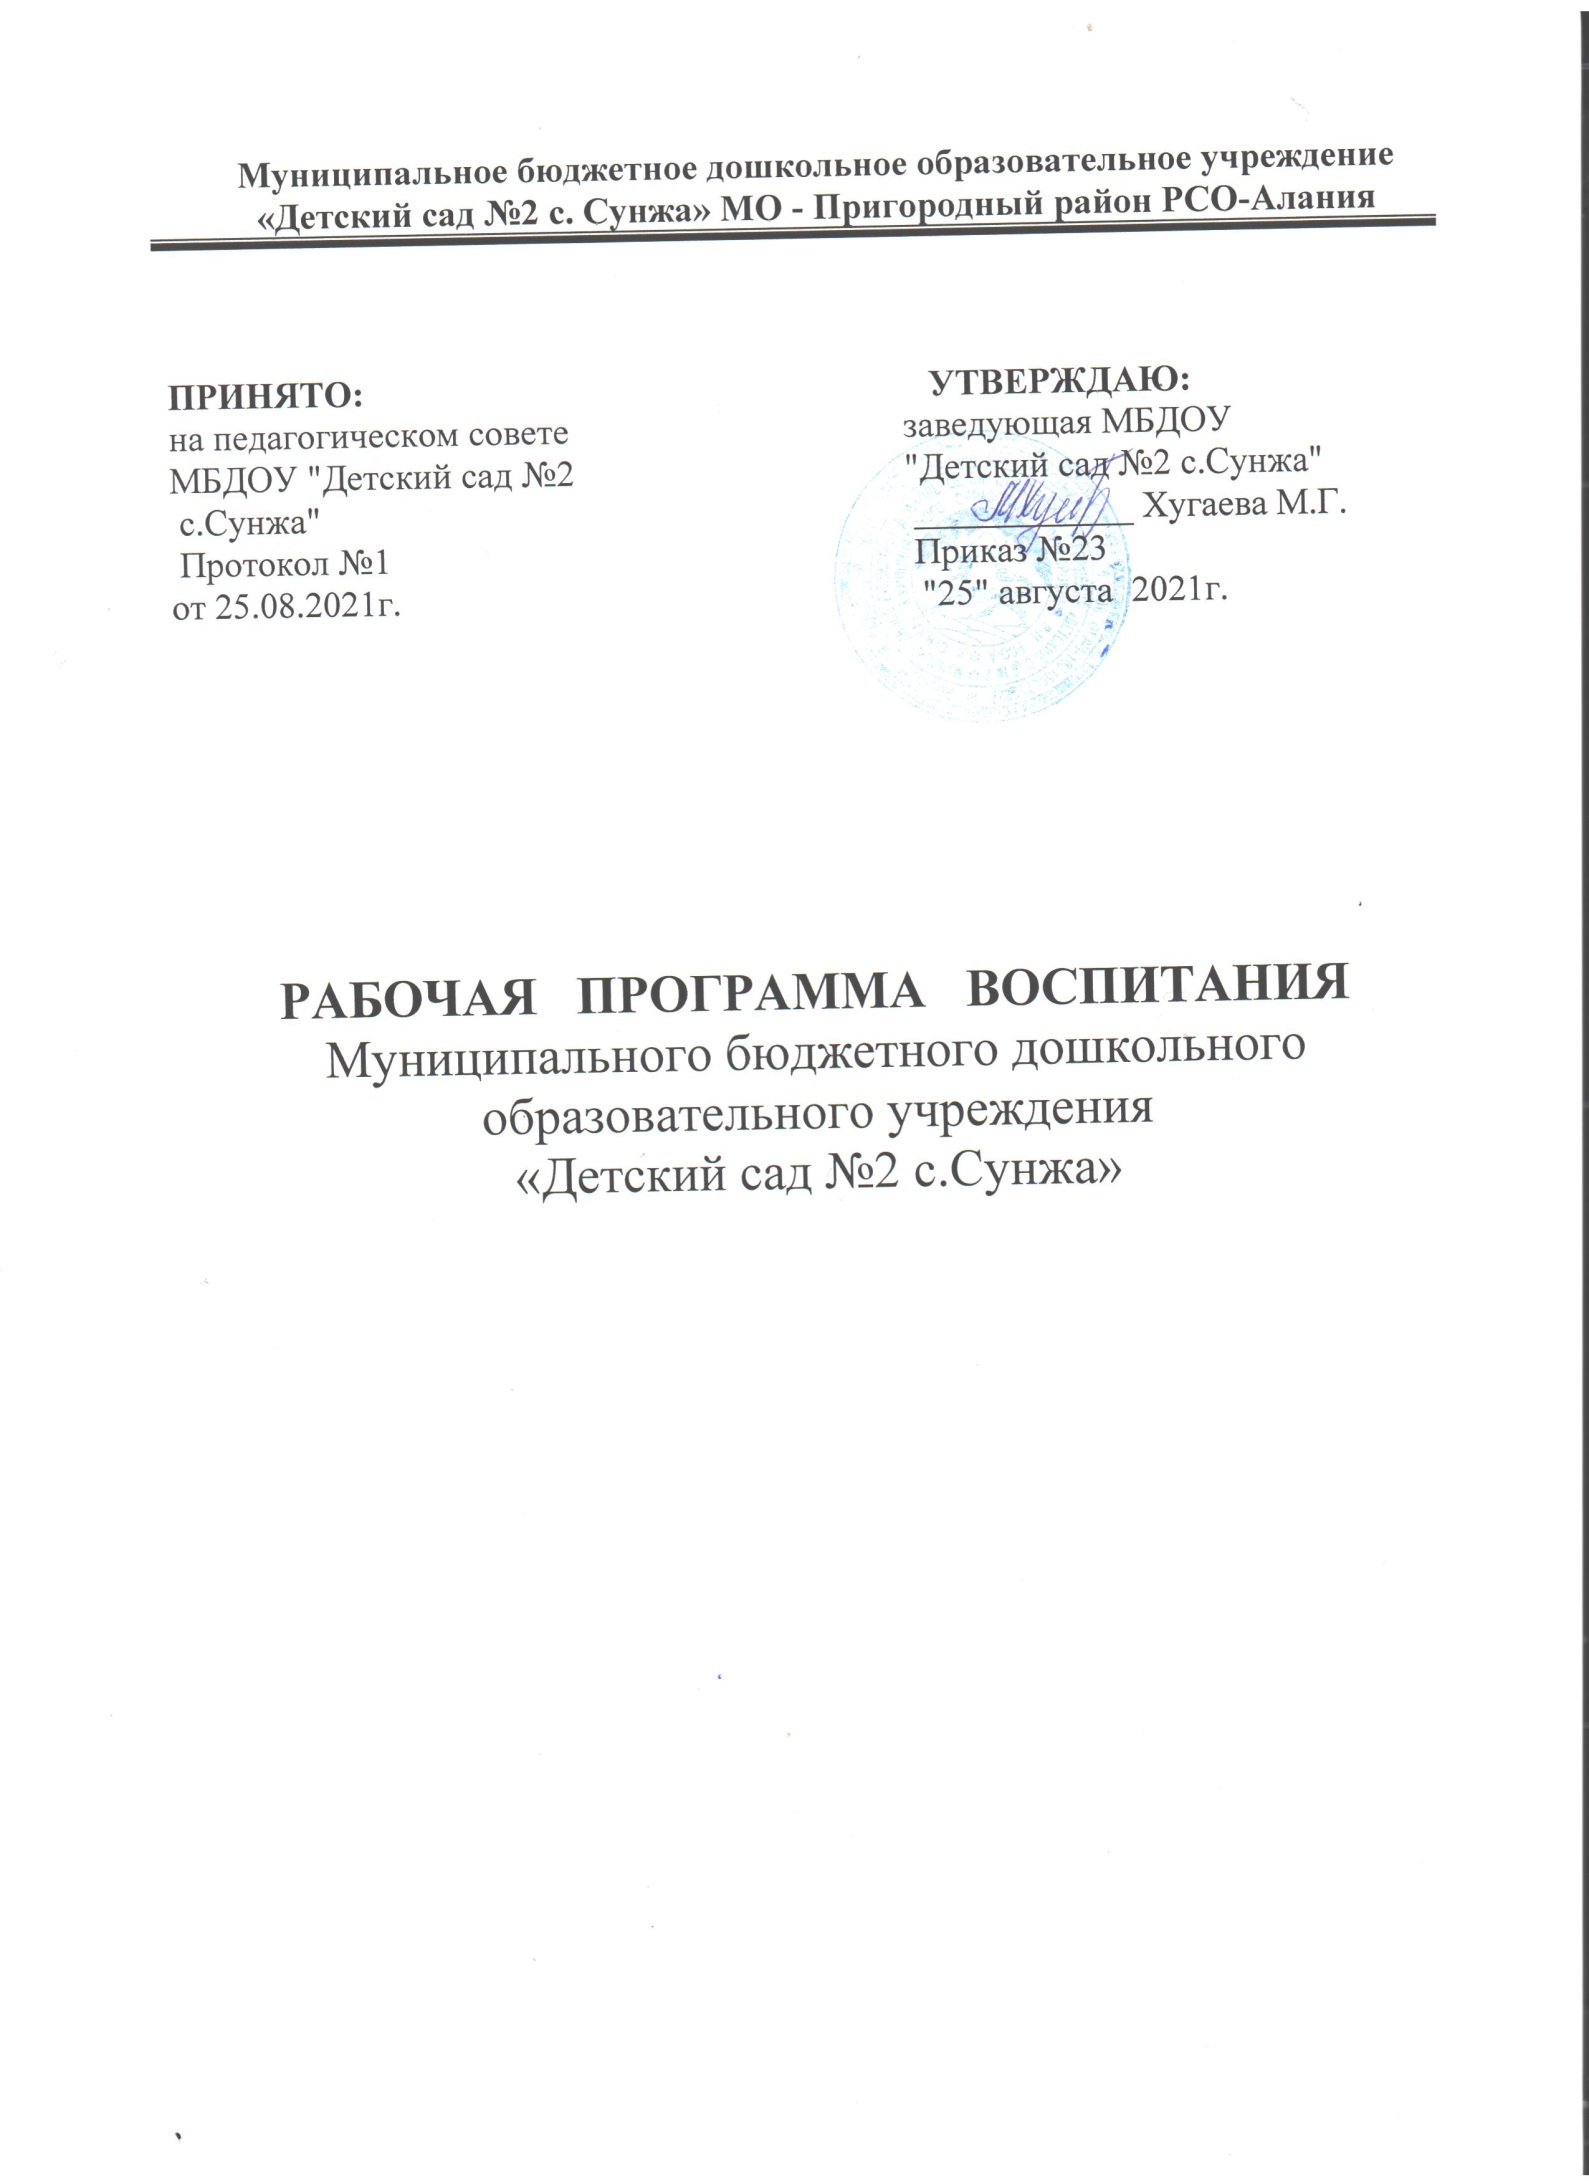 Муниципальное бюджетное дошкольное образовательное учреждение
«Детский сад №2 с. Сунжа» МО - Пригородный район РСО-Алания
ПРИНЯТО:
на педагогическом совете
МБДОУ "Детский сад №2
с.Сунжа"
Протокол №1
от 25.08.2021г.
УТВЕРЖДАЮ:
заведующая МБДОУ
"Детский сад №2 с.Сунжа"
______________ Хугаева М.Г.
Приказ №23
"25" августа 2021г.
РАБОЧАЯ ПРОГРАММА ВОСПИТАНИЯ
Муниципального бюджетного дошкольного
образовательного учреждения
«Детский сад №2 с.Сунжа»